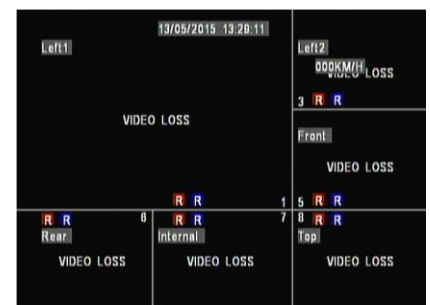 13/05/2015 13:29:11
Left1
VIDEO LOSS
R R 1
Left2
000KM/H
VIDEO LOSS
3 R R
Front
VIDEO LOSS
5 R R
R R 6
Rear
VIDEO LOSS
R R 7
Internal
VIDEO LOSS
8 R R
Top
VIDEO LOSS